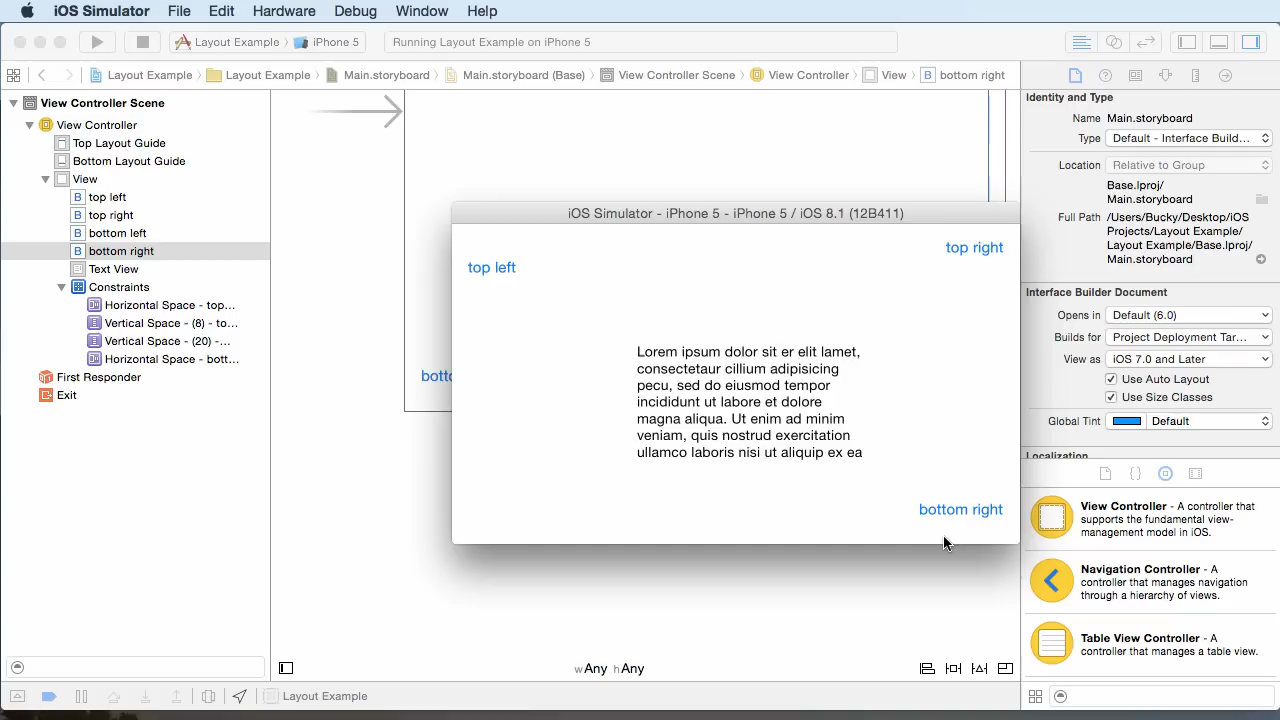 iOS Simulator File Edit Hardware Debug Window Help
Layout Example iPhone 5 Running Layout Example on iPhone 5
Layout Example Layout Example Main.storyboard Main.storyboard (Base) View Controller Scene View Controller View B bottom right
View Controller Scene
View Controller
Top Layout Guide
Bottom Layout Guide
View
B top left
B top right
B bottom left
B bottom right
Text View
Constraints
Horizontal Space - top...
Vertical Space - (8) - to...
Vertical Space - (20) -...
Horizontal Space - bott...
First Responder
Exit
botto
iOS Simulator - iPhone 5 - iPhone 5 / iOS 8.1 (12B411)
top right
top left
Lorem ipsum dolor sit er elit lamet,
consectetaur cillium adipisicing
pecu, sed do eiusmod tempor
incididunt ut labore et dolore
magna aliqua. Ut enim ad minim
veniam, quis nostrud exercitation
ullamco laboris nisi ut aliquip ex ea
bottom right
wAny hAny
Layout Example
Identity and Type
Name Main.storyboard
Type Default - Interface Build...
Location Relative to Group
Base.lproj/
Main.storyboard
Full Path /Users/Bucky/Desktop/iOS
Projects/Layout Example/
Layout Example/Base.lproj/
Main.storyboard
Interface Builder Document
Opens in Default (6.0)
Builds for Project Deployment Tar...
View as iOS 7.0 and Later
Use Auto Layout
Use Size Classes
Global Tint Default
Localization
View Controller - A controller that
supports the fundamental view-
management model in iOS.
Navigation Controller - A
controller that manages navigation
through a hierarchy of views.
Table View Controller - A
controller that manages a table view.